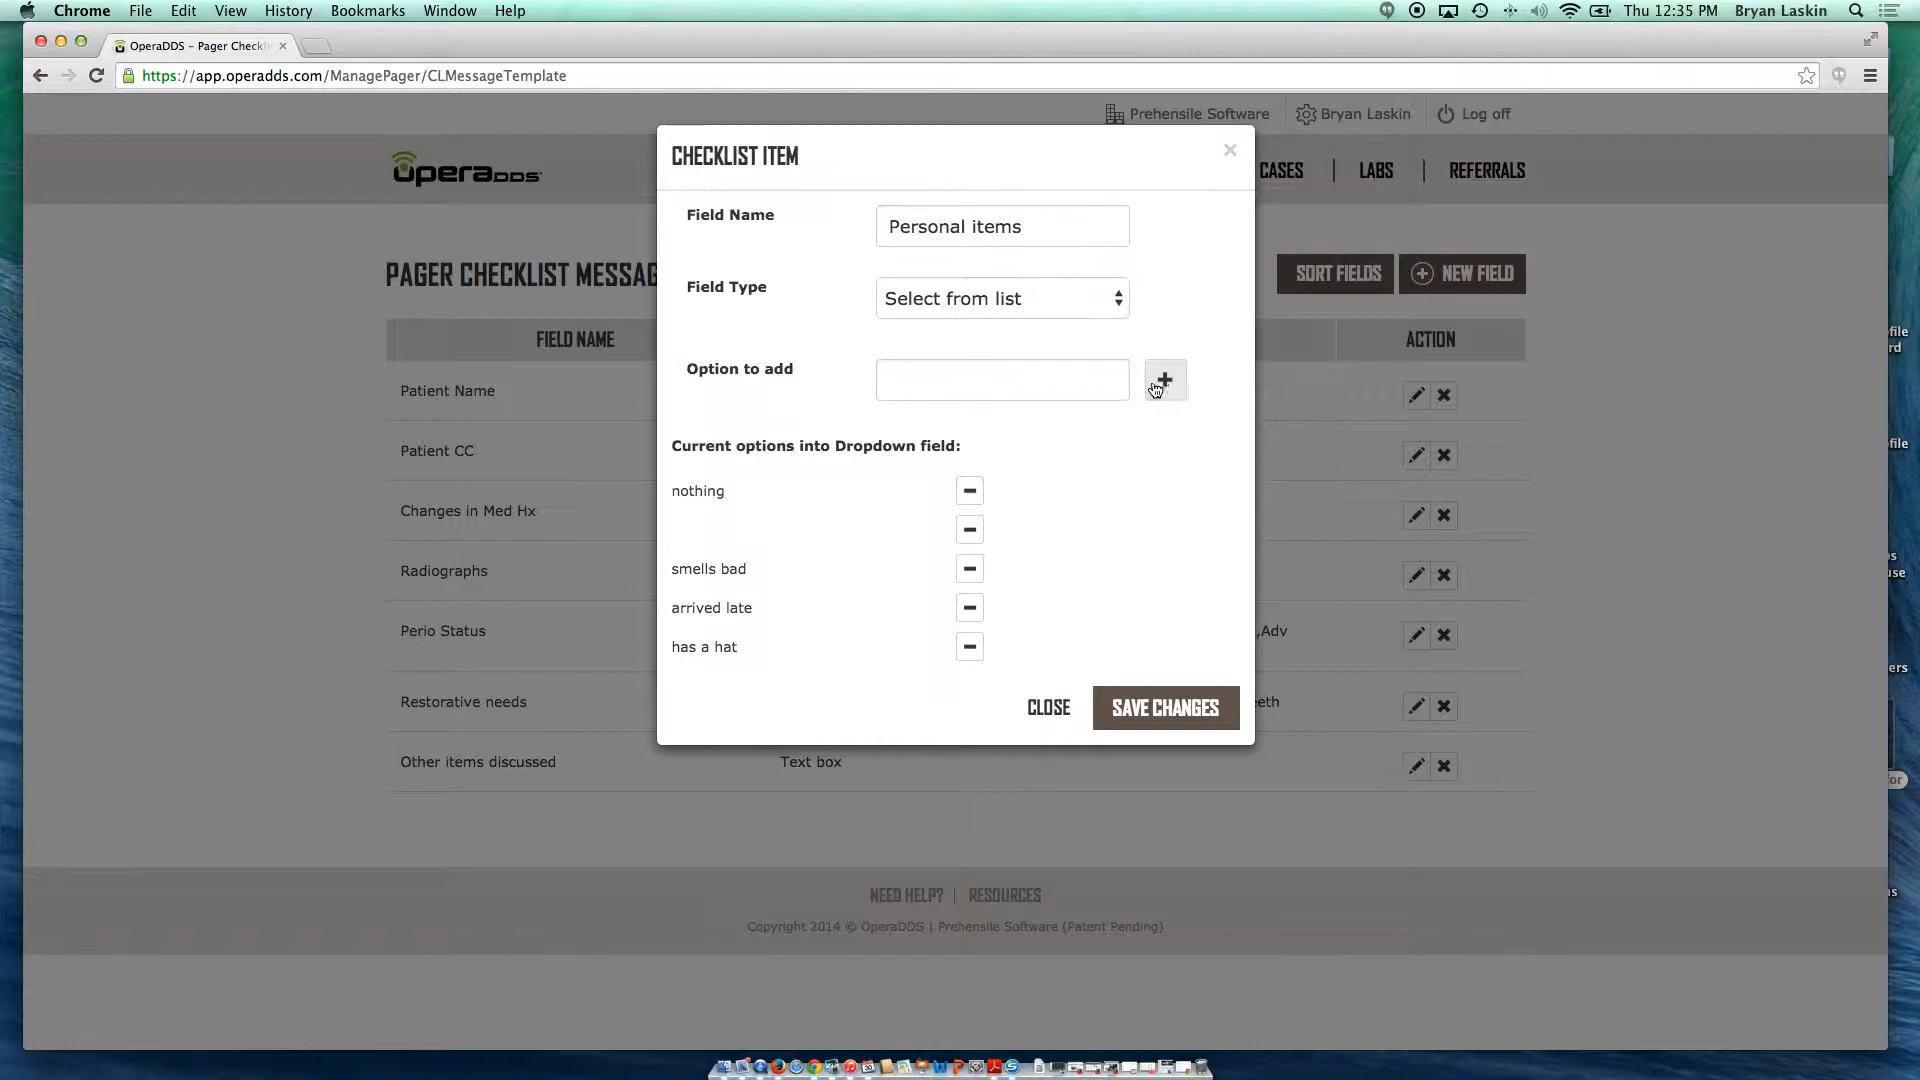 Chrome File Edit View History Bookmarks Window Help Thu 12:35 PM Bryan Laskin
OperaDDS - Pager Checkli
https://app.operadds.com/ManagePager/CLMessageTemplate
Prehensile Software Bryan Laskin Log off
OperaDDS CASES | LABS | REFERRALS
CHECKLIST ITEM
Field Name Personal items
PAGER CHECKLIST MESSAG SORT FIELDS NEW FIELD
Field Type Select from list
FIELD NAME ACTION
Option to add
Patient Name
Patient CC
Current options into Dropdown field:
nothing
Changes in Med Hx
smells bad
Radiographs
arrived late
Perio Status ,Adv
has a hat
Restorative needs eeth
CLOSE SAVE CHANGES
Other items discussed Text box
NEED HELP? | RESOURCES
Copyright 2014 © OperaDDS | Prehensile Software (Patent Pending)